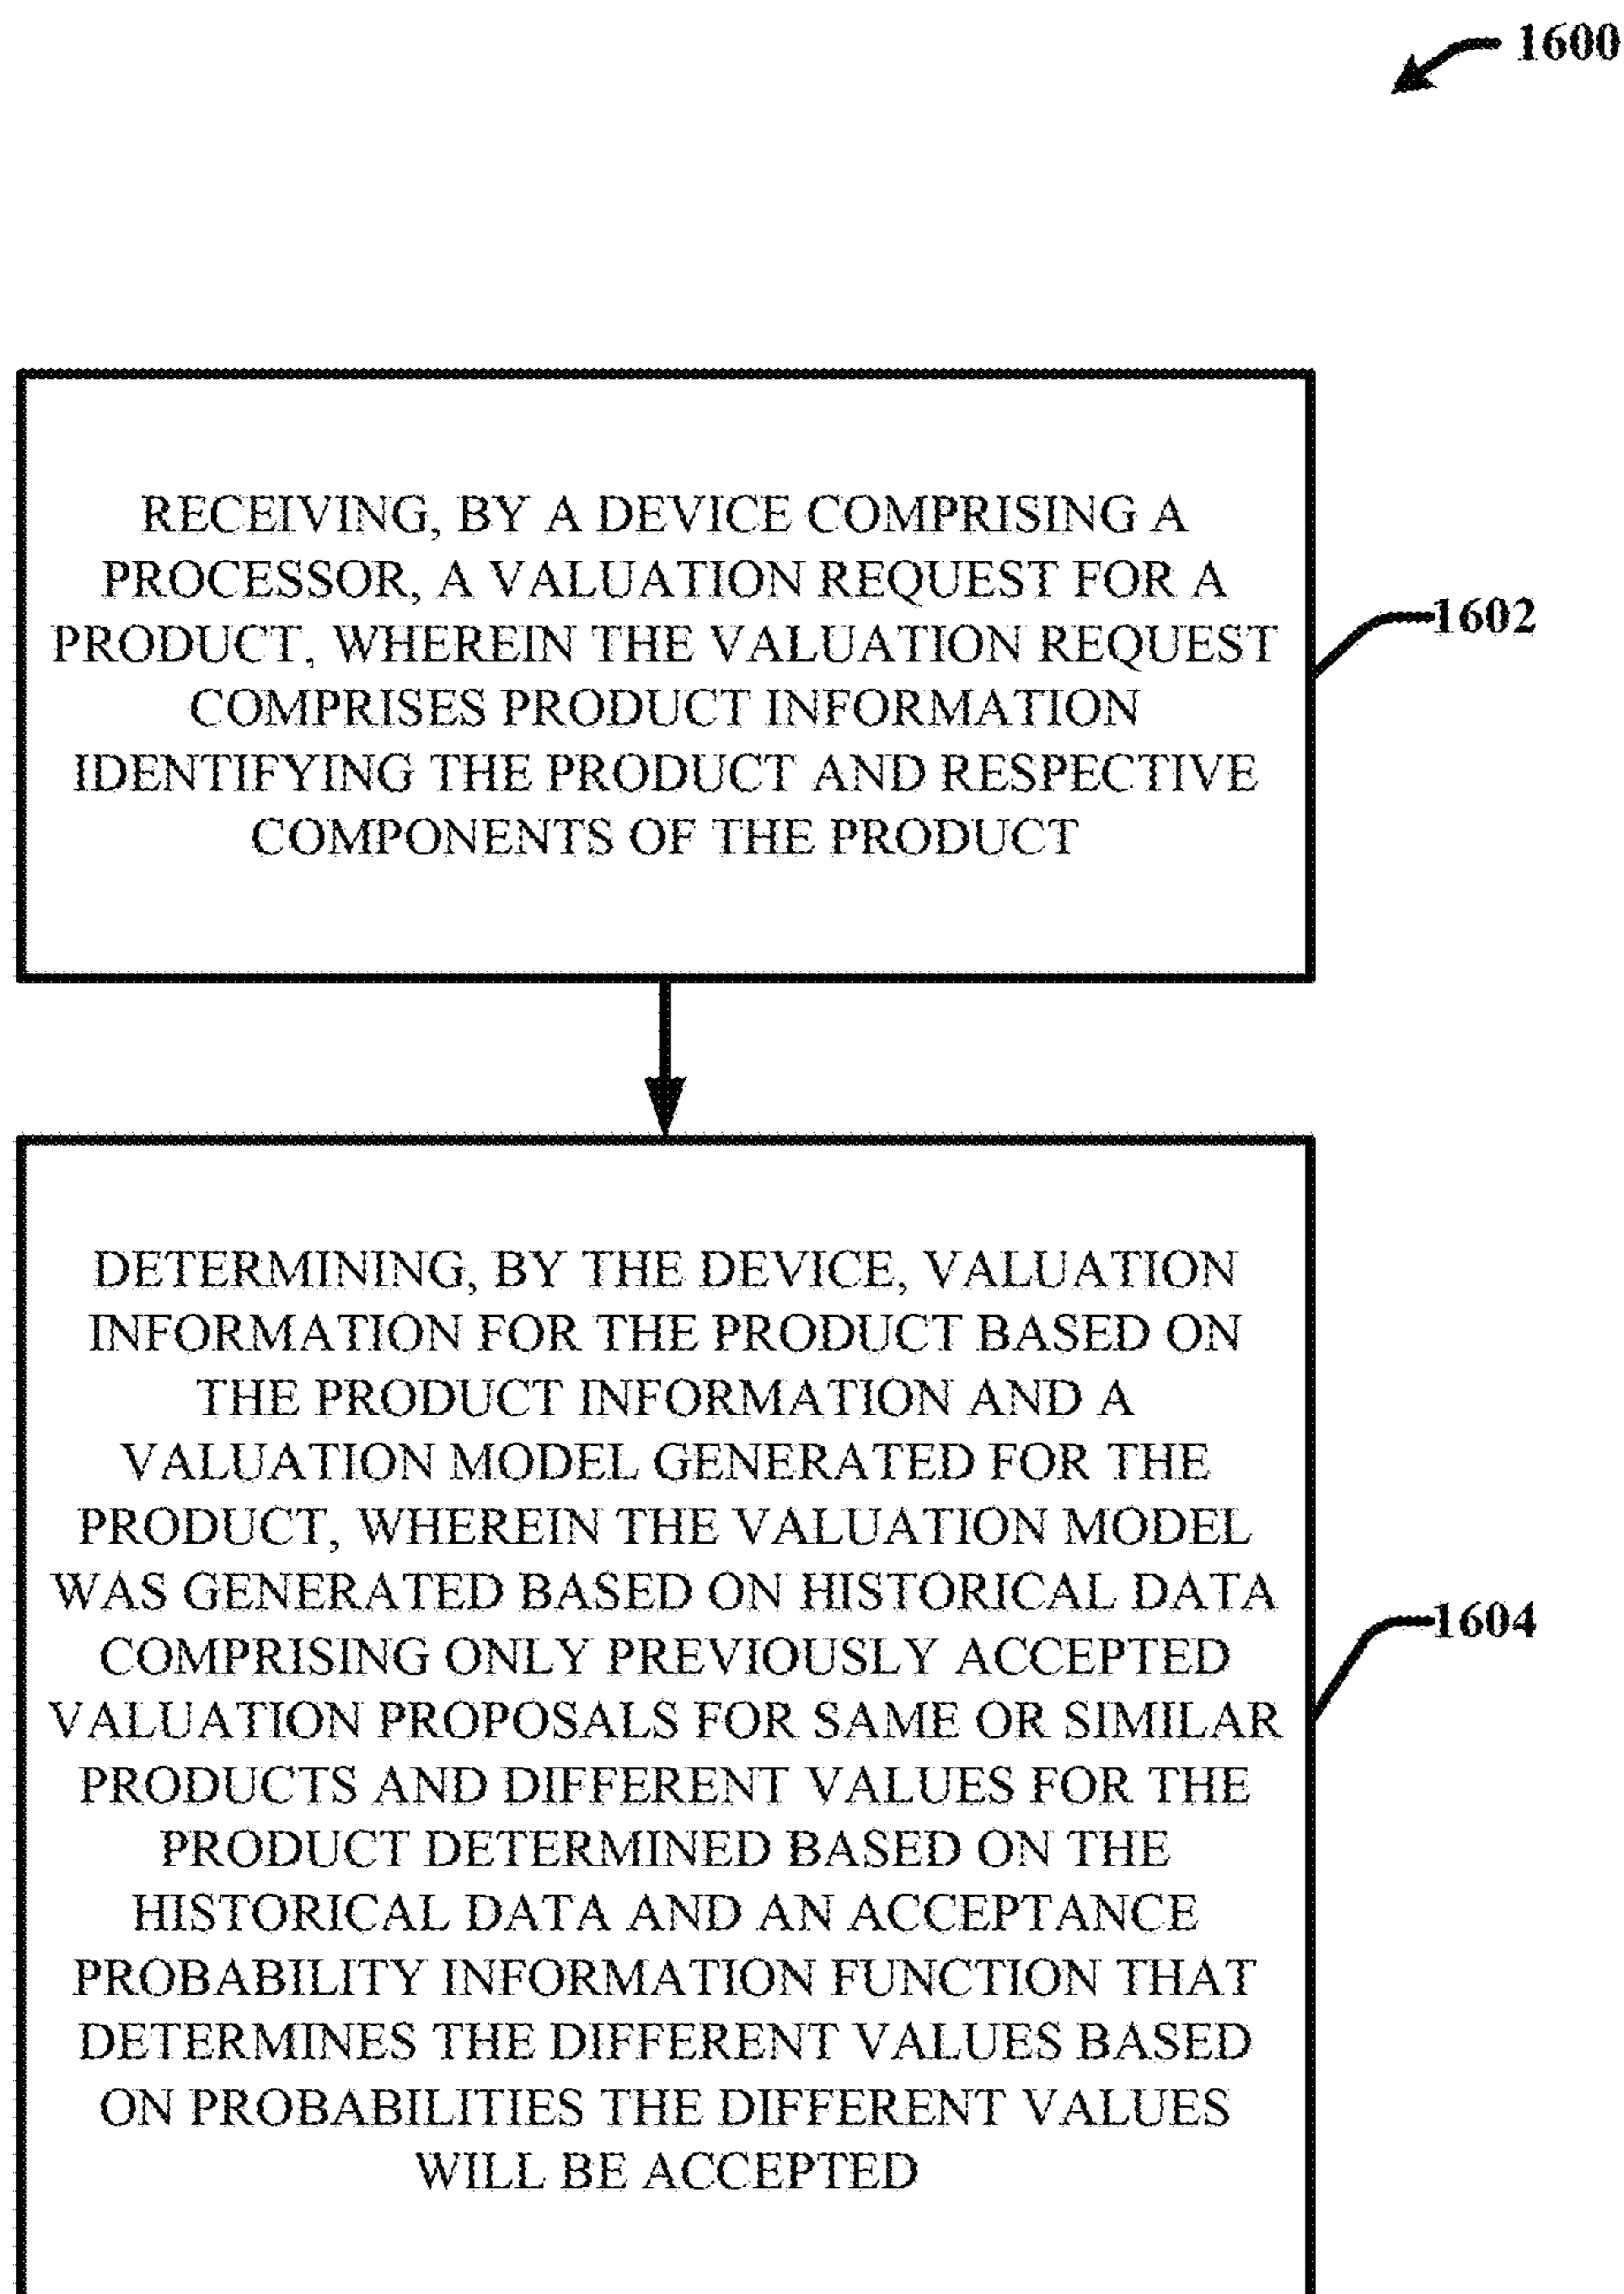 1600
RECEIVING, BY A DEVICE COMPRISING A
PROCESSOR, A VALUATION REQUEST FOR A
PRODUCT, WHEREIN THE VALUATION REQUEST
COMPRISES PRODUCT INFORMATION
IDENTIFYING THE PRODUCT AND RESPECTIVE
COMPONENTS OF THE PRODUCT
1602
DETERMINING, BY THE DEVICE, VALUATION
INFORMATION FOR THE PRODUCT BASED ON
THE PRODUCT INFORMATION AND A
VALUATION MODEL GENERATED FOR THE
PRODUCT, WHEREIN THE VALUATION MODEL
WAS GENERATED BASED ON HISTORICAL DATA
COMPRISING ONLY PREVIOUSLY ACCEPTED
VALUATION PROPOSALS FOR SAME OR SIMILAR
PRODUCTS AND DIFFERENT VALUES FOR THE
PRODUCT DETERMINED BASED ON THE
HISTORICAL DATA AND AN ACCEPTANCE
PROBABILITY INFORMATION FUNCTION THAT
DETERMINES THE DIFFERENT VALUES BASED
ON PROBABILITIES THE DIFFERENT VALUES
WILL BE ACCEPTED
1604